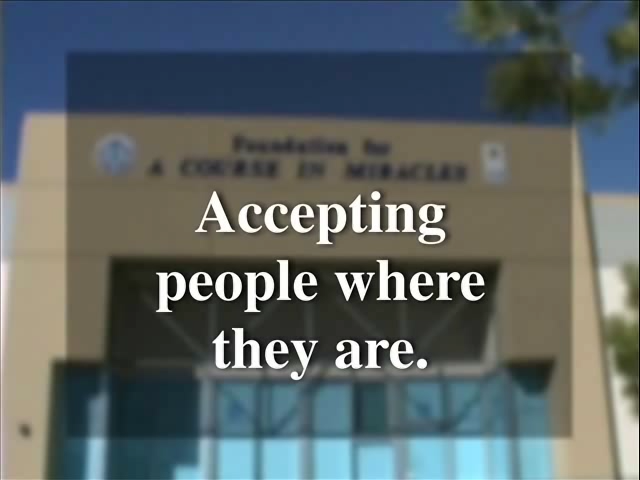 Foundation for
A COURSE IN MIRACLES
Accepting
people where
they are.